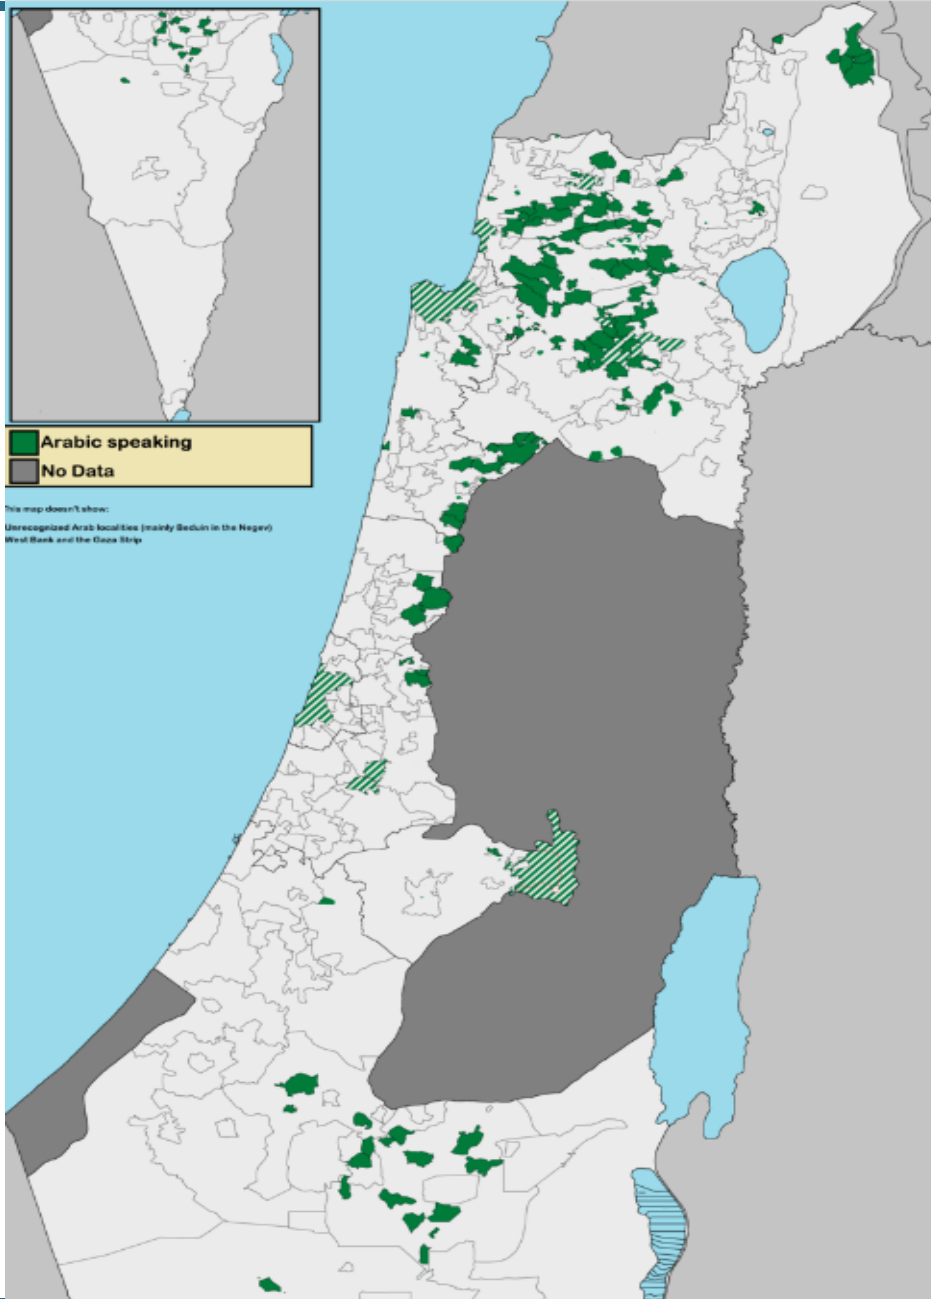 Arabic speaking
No Data
This map doesn't show:
Unrecognized Arab localities (mainly Beduin in the Negev)
West Bank and the Gaza Strip